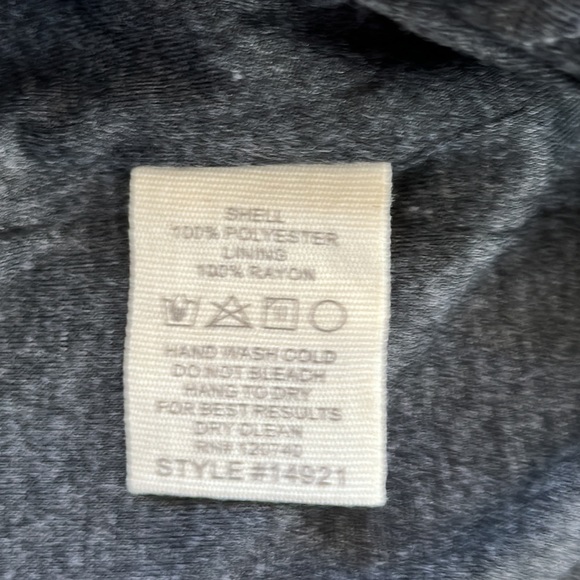 SHELL
100% POLYESTER
LINING
100% RAYON
HAND WASH COLD
DO NOT BLEACH
HANG TO DRY
FOR BEST RESULTS
DRY CLEAN
RN# 129740
STYLE #14921